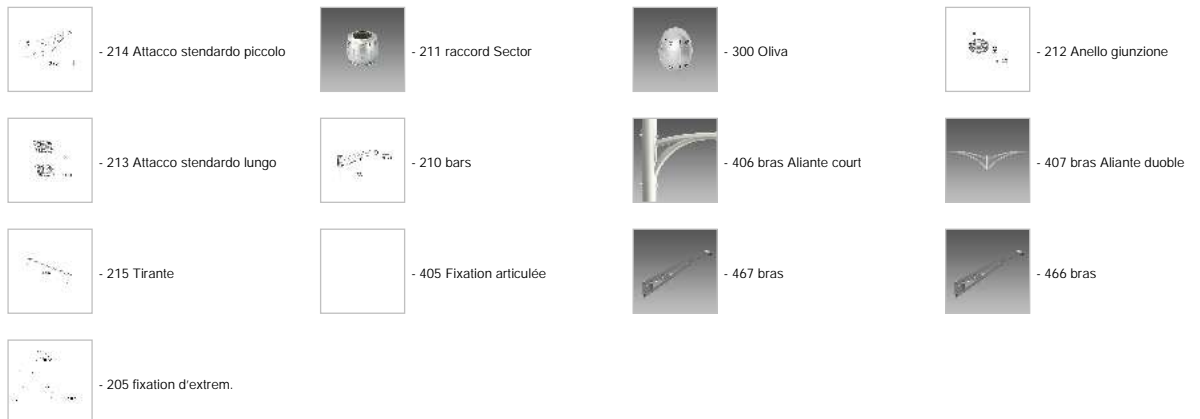 - 214 Attacco stendardo piccolo
- 211 raccord Sector
- 300 Oliva
- 212 Anello giunzione
- 213 Attacco stendardo lungo
- 210 bars
- 406 bras Aliante court
- 407 bras Aliante duoble
- 215 Tirante
- 405 Fixation articulée
- 467 bras
- 466 bras
- 205 fixation d'extrem.